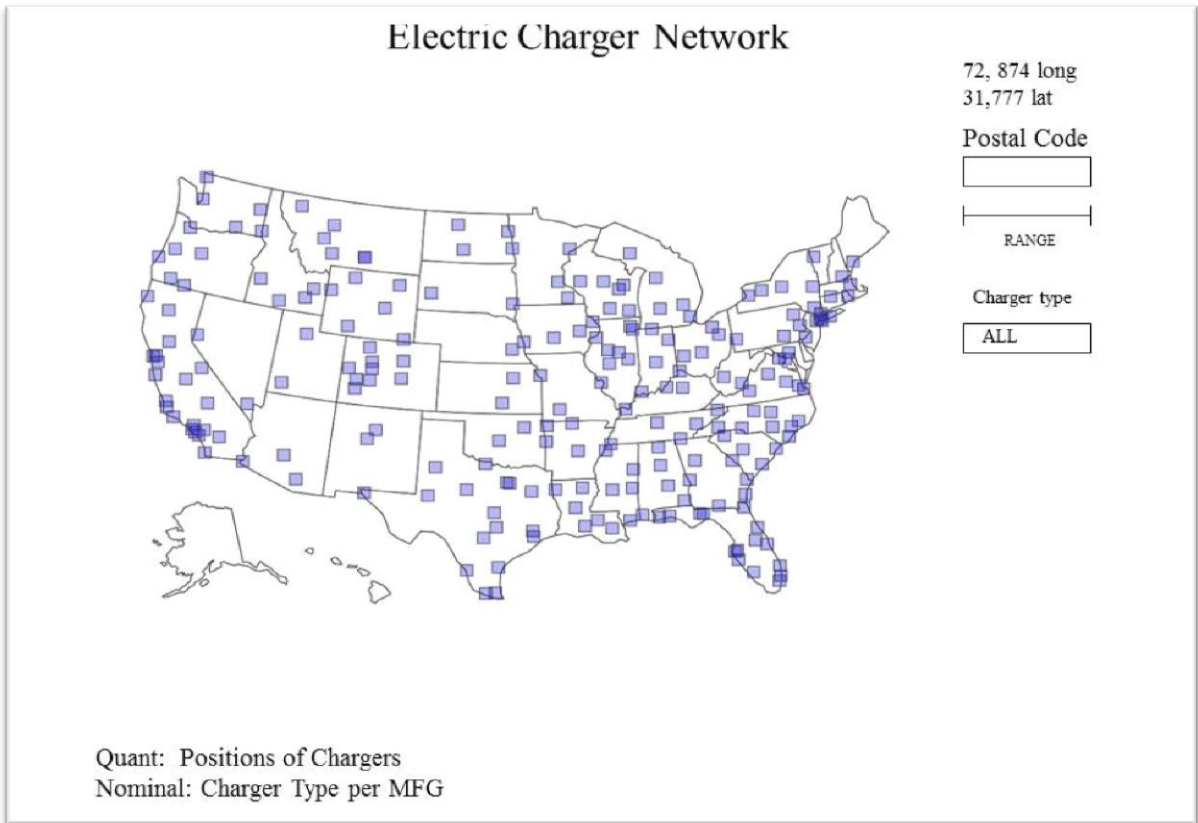 Electric Charger Network
72, 874 long
31,777 lat
Postal Code
RANGE
Charger type
ALL
Quant: Positions of Chargers
Nominal: Charger Type per MFG